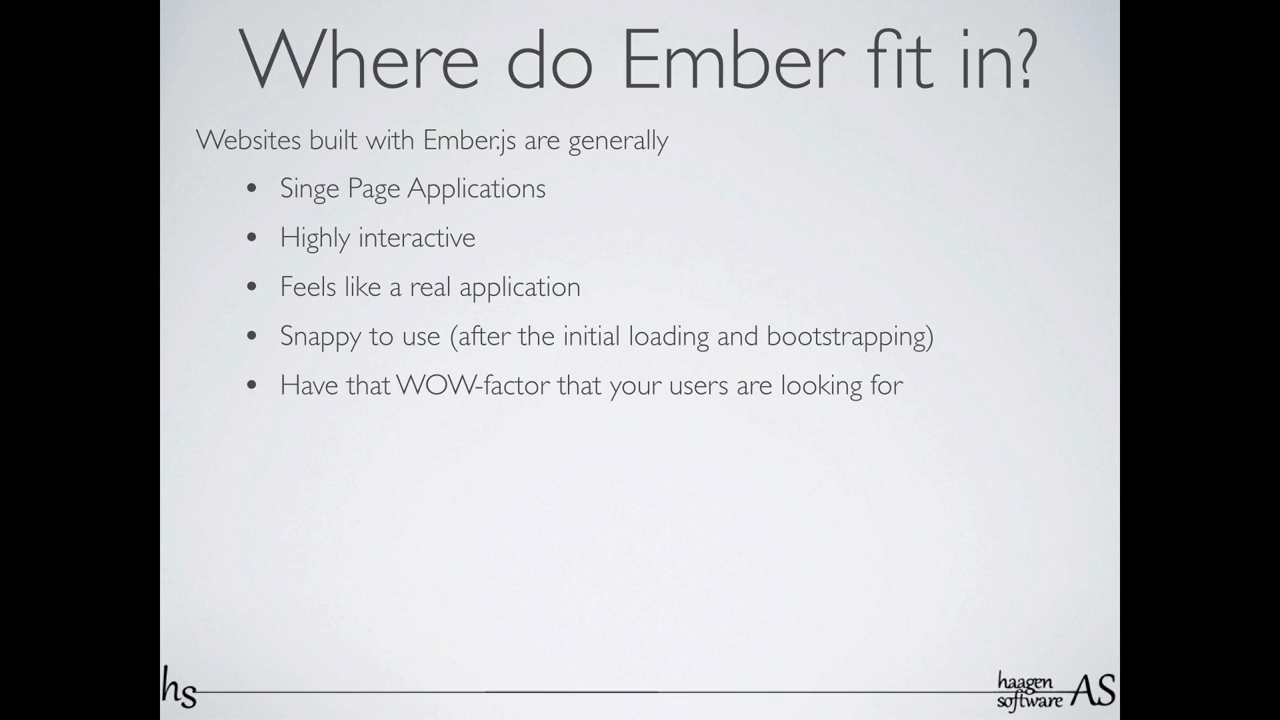 Where do Ember fit in?
Websites built with Ember.js are generally
• Singe Page Applications
• Highly interactive
• Feels like a real application
• Snappy to use (after the initial loading and bootstrapping)
• Have that WOW-factor that your users are looking for
hs
haagen
software AS